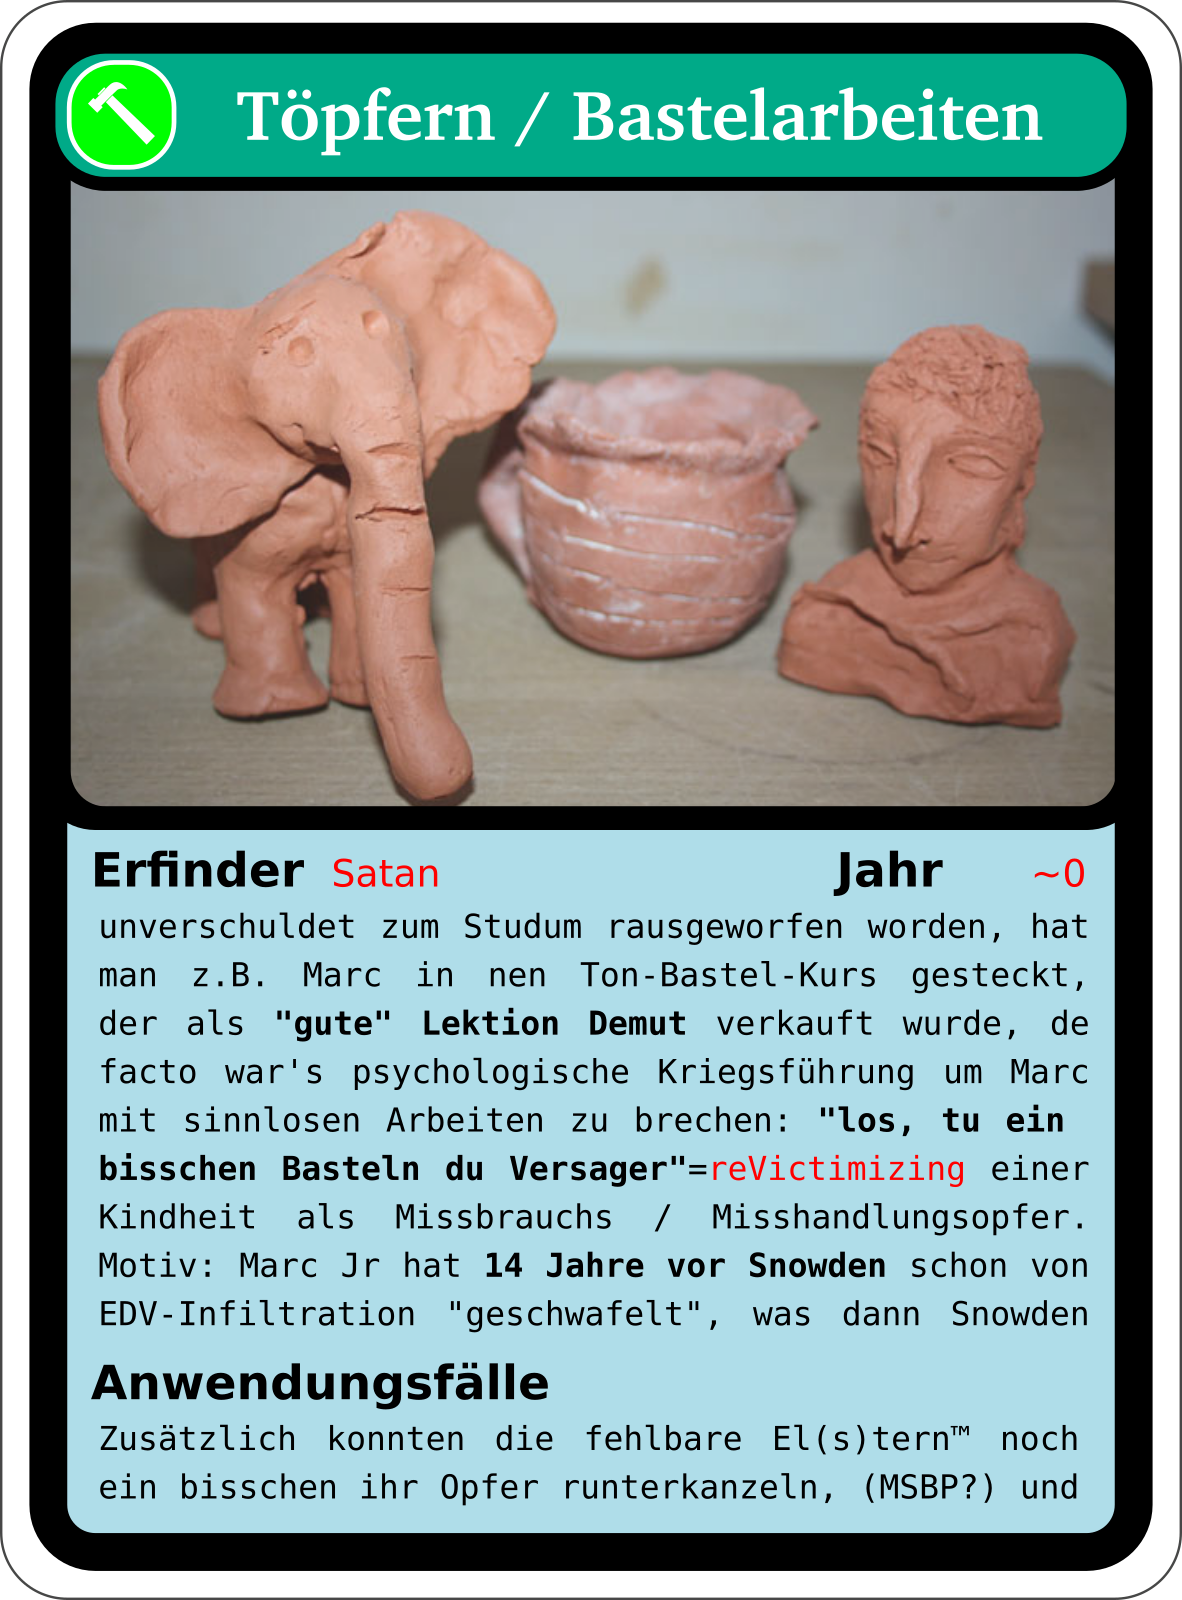 Töpfern / Bastelarbeiten
Erfinder Satan Jahr ~0
unverschuldet zum Studum rausgeworfen worden, hat
man z.B. Marc in nen Ton-Bastel-Kurs gesteckt,
der als "gute" Lektion Demut verkauft wurde, de
facto war's psychologische Kriegsführung um Marc
mit sinnlosen Arbeiten zu brechen: "los, tu ein
bisschen Basteln du Versager"=reVictimizing einer
Kindheit als Missbrauchs / Misshandlungsopfer.
Motiv: Marc Jr hat 14 Jahre vor Snowden schon von
EDV-Infiltration "geschwafelt", was dann Snowden
Anwendungsfälle
Zusätzlich konnten die fehlbare El(s)tern™ noch
ein bisschen ihr Opfer runterkanzeln, (MSBP?) und